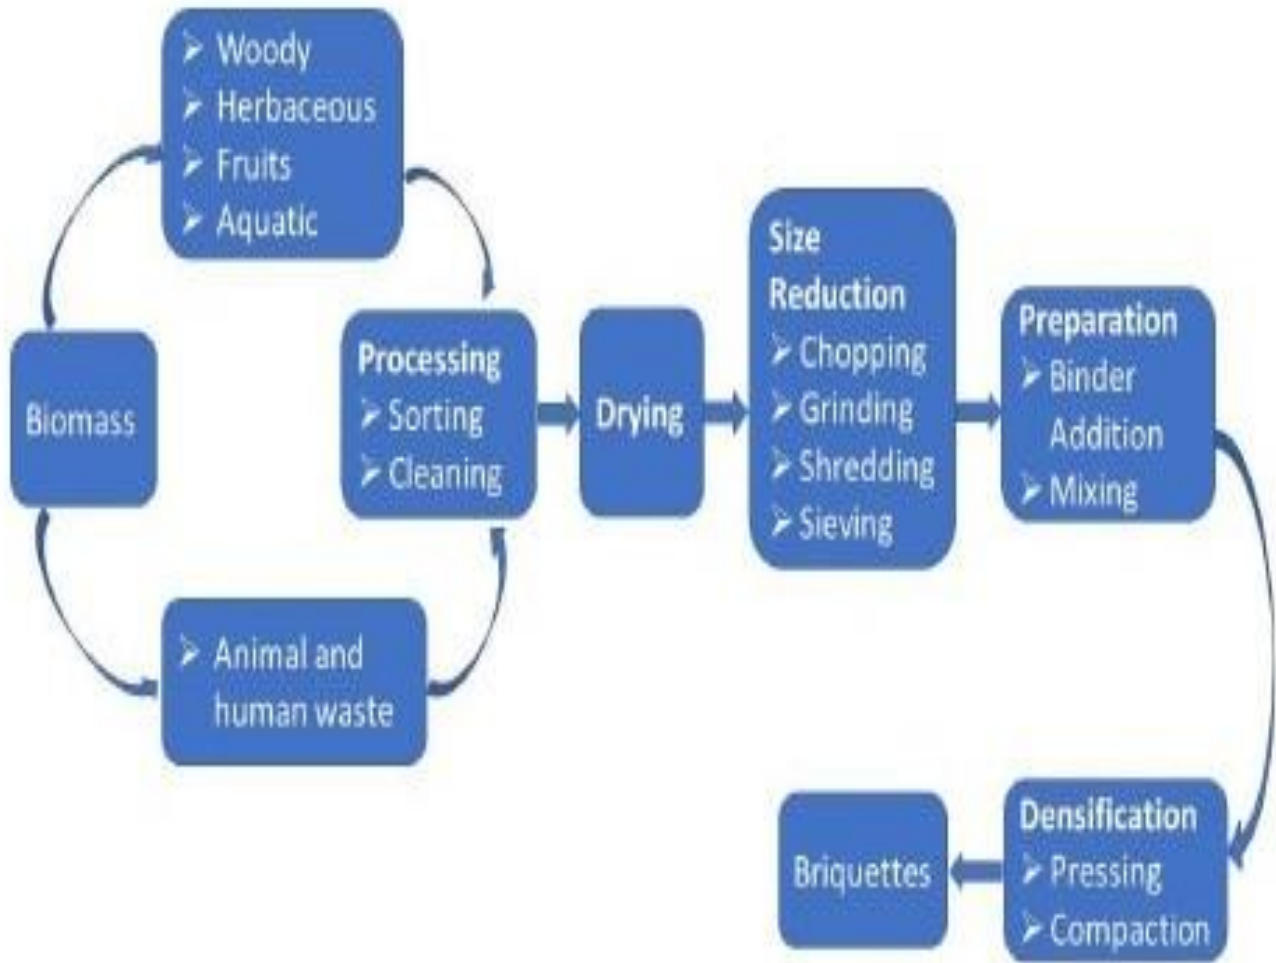 Woody
Herbaceous
Fruits
Aquatic
Biomass
Animal and
human waste
Processing
Sorting
Cleaning
Drying
Size
Reduction
Chopping
Grinding
Shredding
Sieving
Preparation
Binder
Addition
Mixing
Densification
Pressing
Compaction
Briquettes